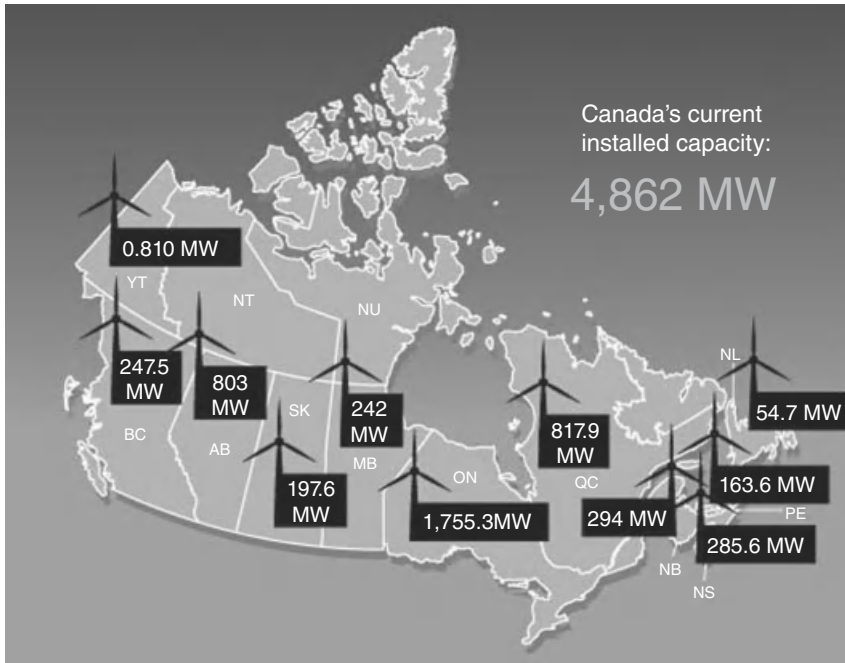 Canada's current
installed capacity:
4,862 MW
0.810 MW
YT
NT
NU
247.5
MW
803
MW
242
MW
817.9
MW
NL
54.7 MW
BC
AB
SK
MB
197.6
MW
ON
1,755.3MW
QC
163.6 MW
294 MW
PE
285.6 MW
NB
NS